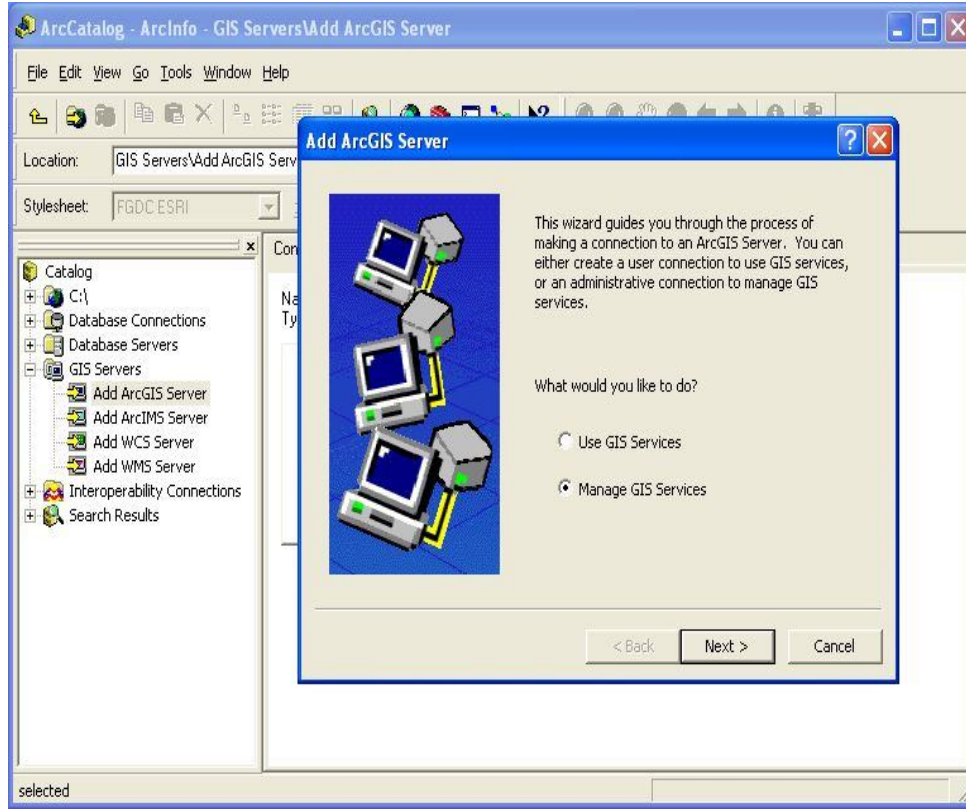 ArcCatalog - ArcInfo - GIS Servers\Add ArcGIS Server
File Edit View Go Tools Window Help
Location: GIS Servers\Add ArcGIS Serv
Stylesheet: FGDC ESRI
Catalog
C:\
Database Connections
Database Servers
GIS Servers
Add ArcGIS Server
Add ArcIMS Server
Add WCS Server
Add WMS Server
Interoperability Connections
Search Results
Con
Na
Ty
Add ArcGIS Server
This wizard guides you through the process of
making a connection to an ArcGIS Server. You can
either create a user connection to use GIS services,
or an administrative connection to manage GIS
services.
What would you like to do?
Use GIS Services
Manage GIS Services
< Back Next > Cancel
selected